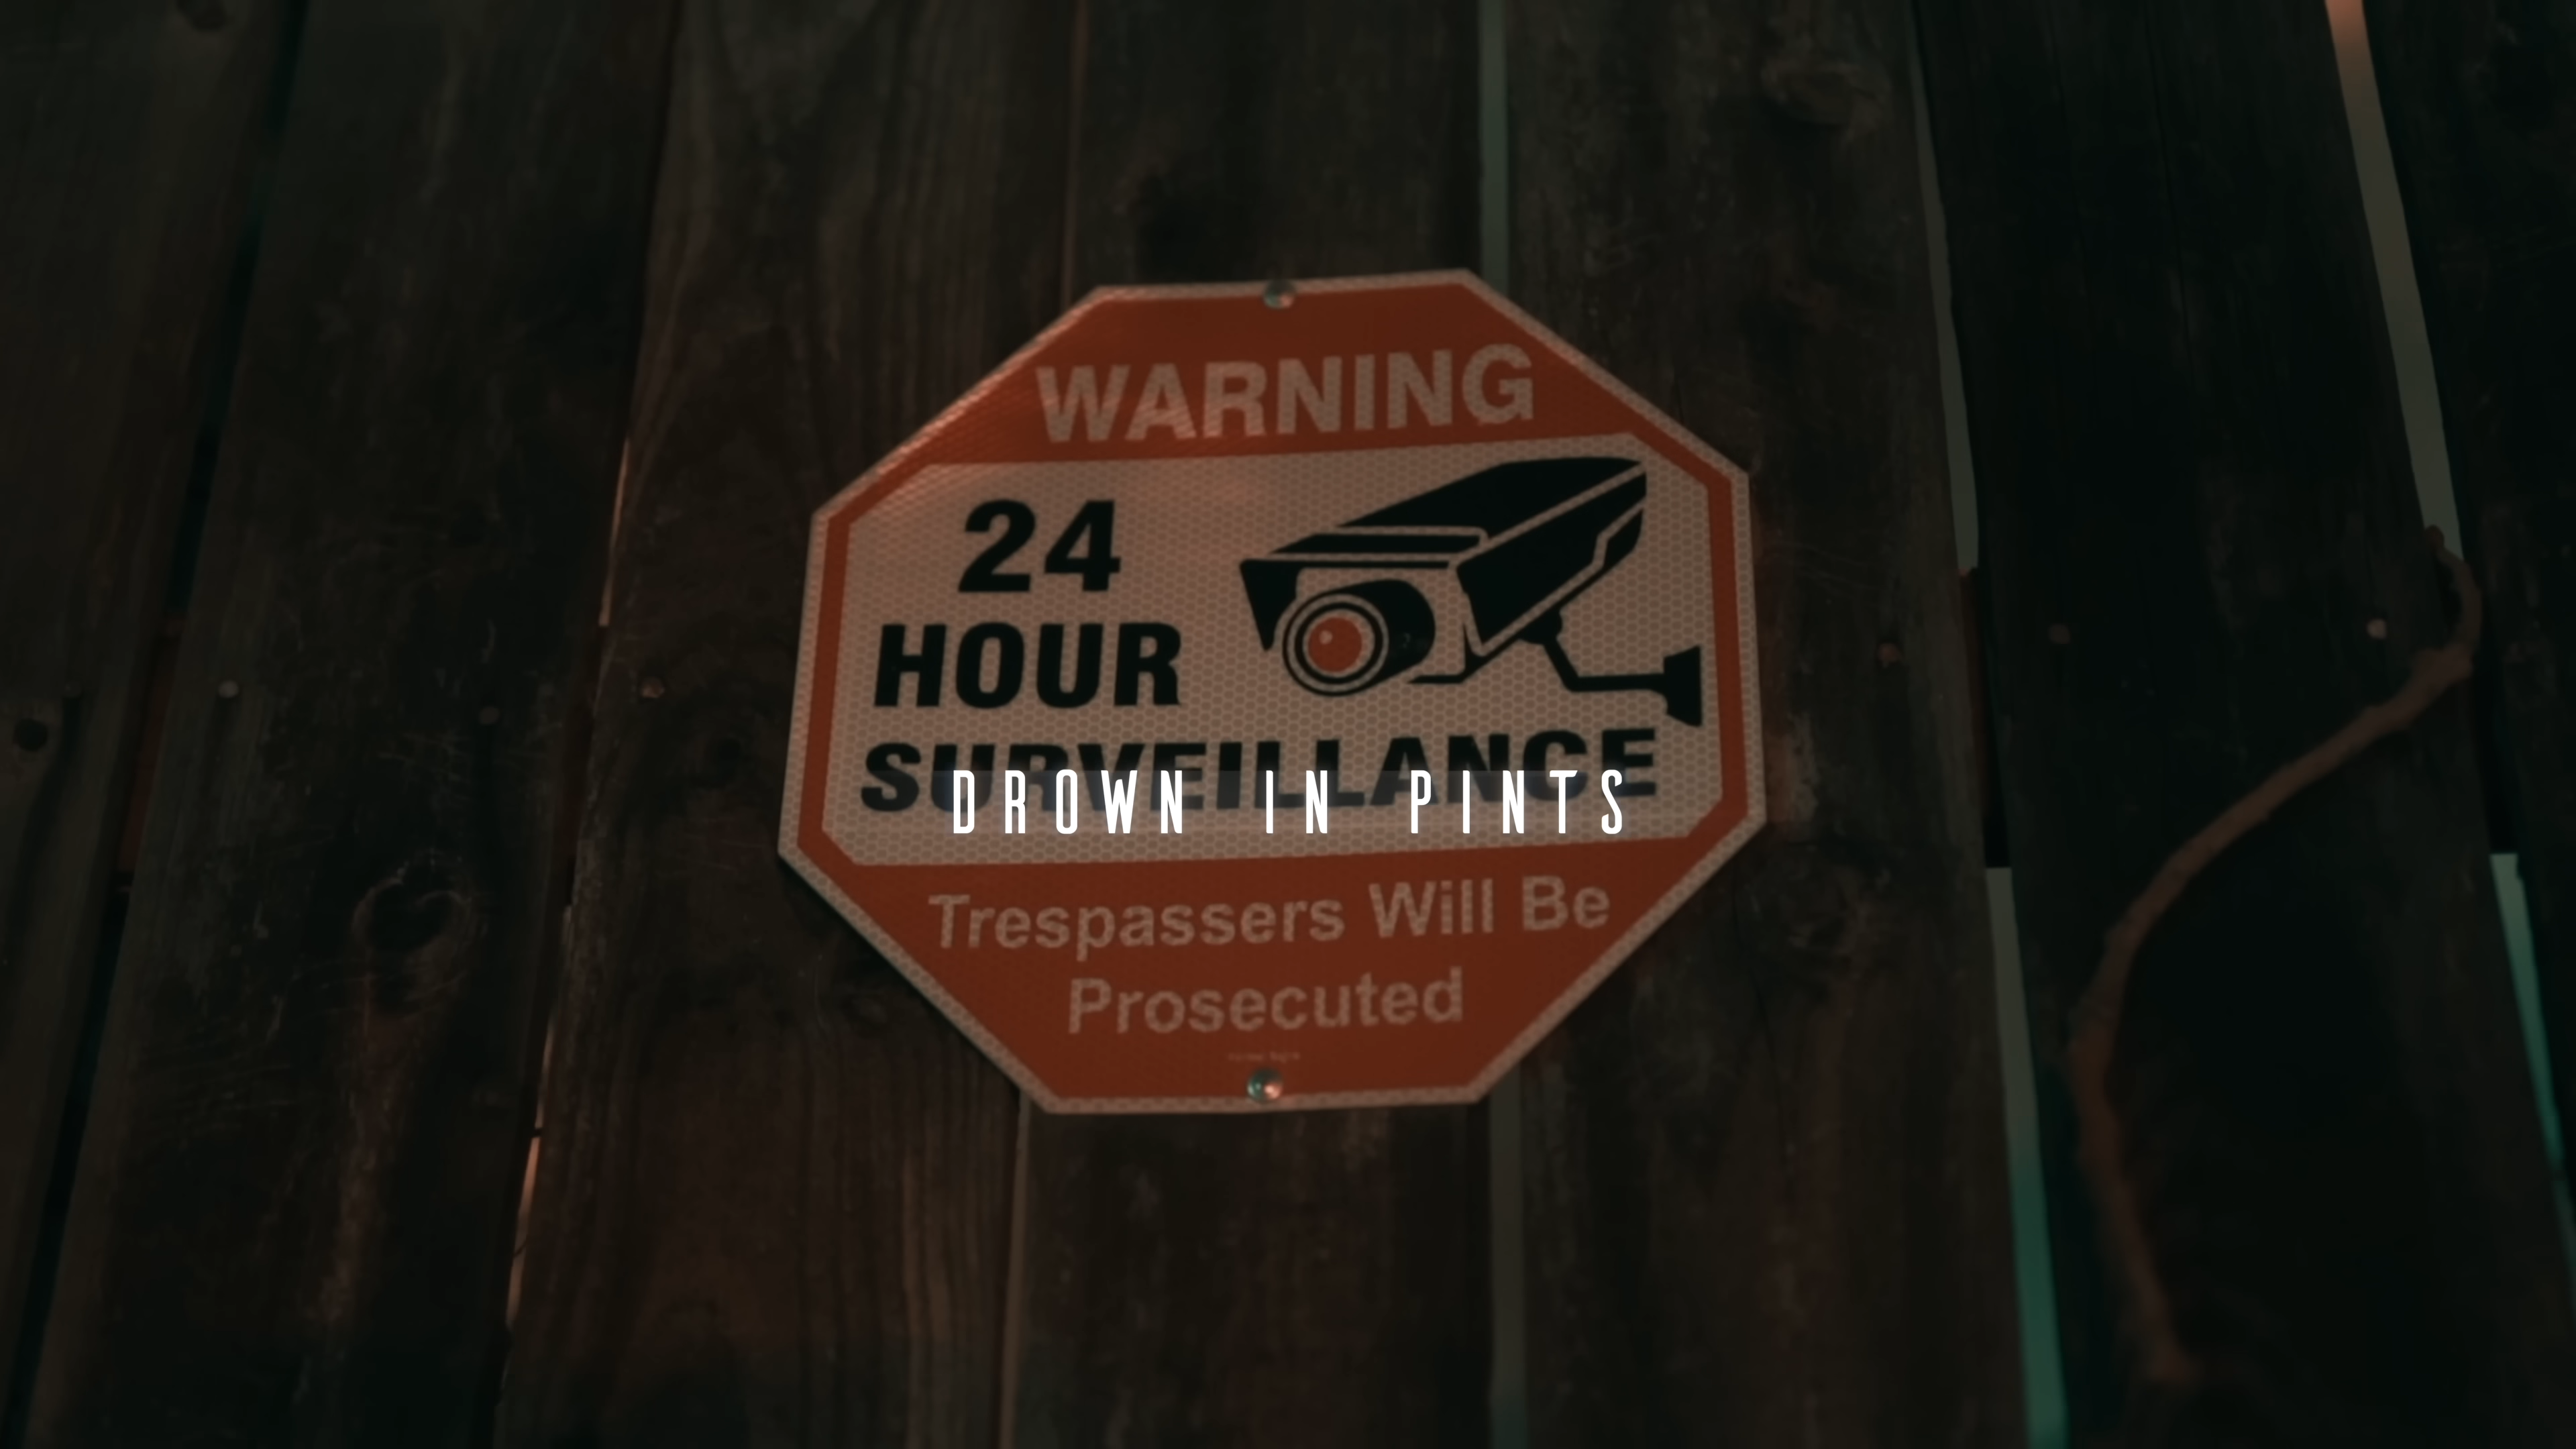 WARNING
24
HOUR
SURVEILLANCE
DROWN IN PINTS
Trespassers Will Be
Prosecuted